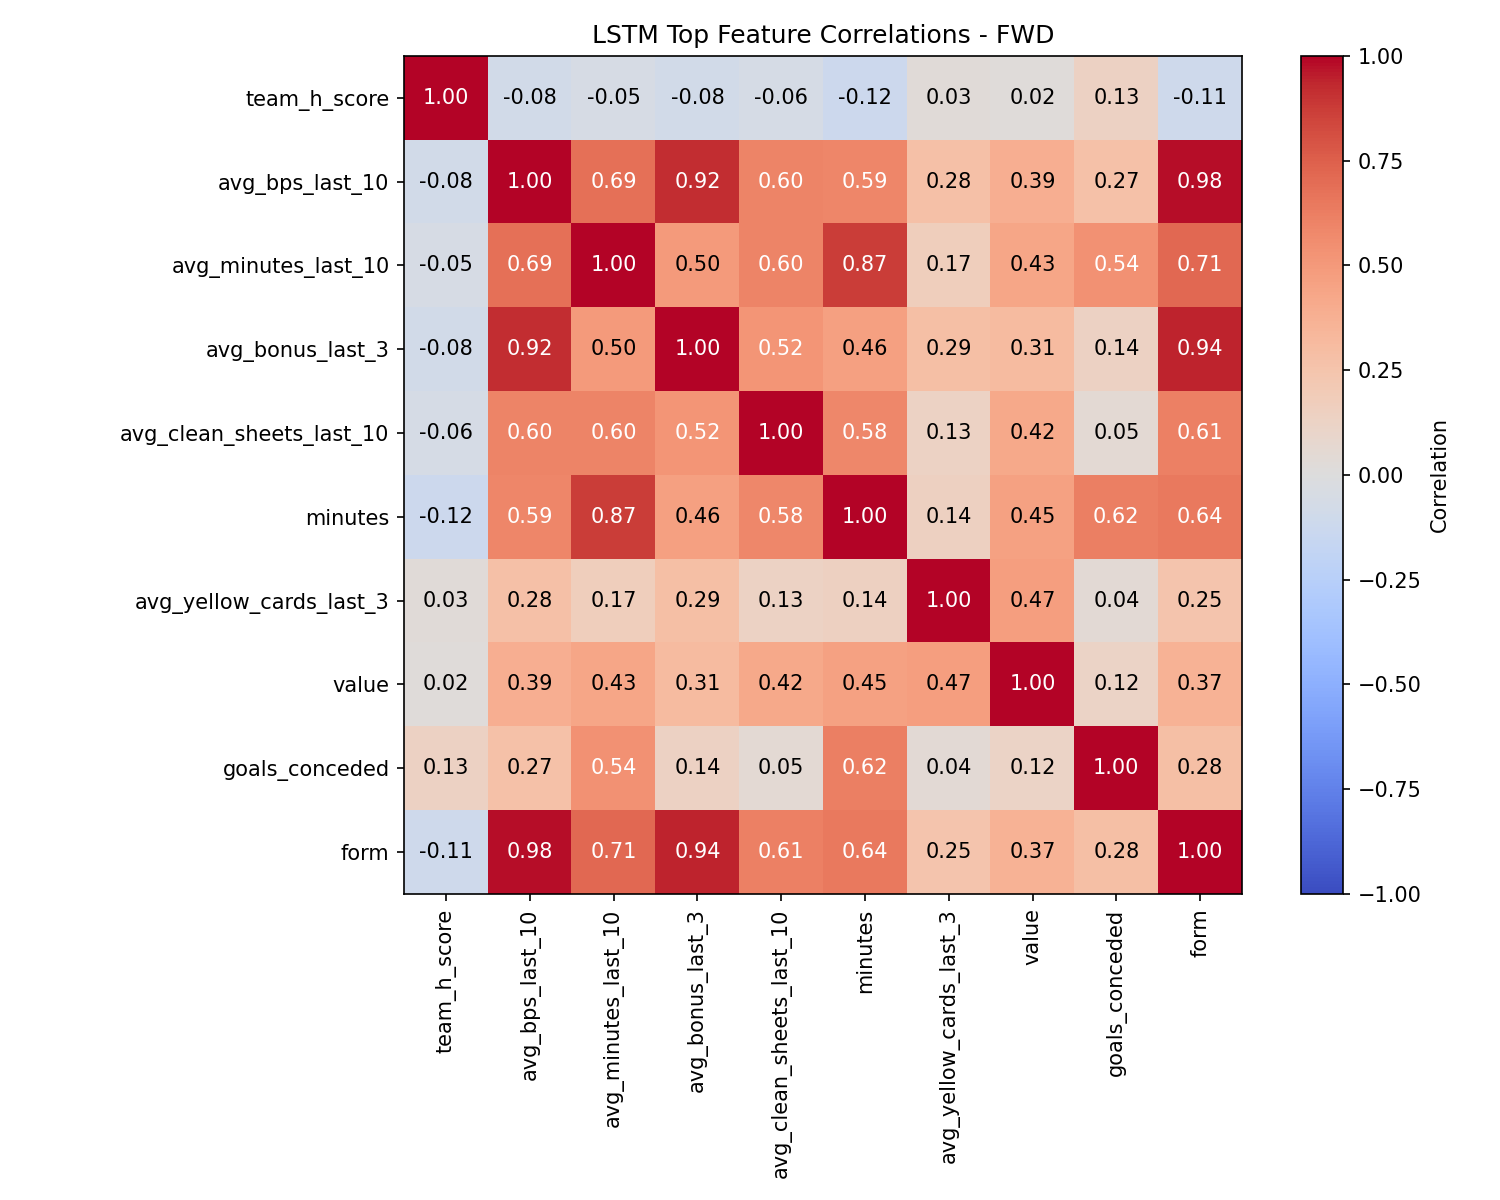 LSTM Top Feature Correlations - FWD
team_h_score 1.00 -0.08 -0.05 -0.08 -0.06 -0.12 0.03 0.02 0.13 -0.11
avg_bps_last_10 -0.08 1.00 0.69 0.92 0.60 0.59 0.28 0.39 0.27 0.98
avg_minutes_last_10 -0.05 0.69 1.00 0.50 0.60 0.87 0.17 0.43 0.54 0.71
avg_bonus_last_3 -0.08 0.92 0.50 1.00 0.52 0.46 0.29 0.31 0.14 0.94
avg_clean_sheets_last_10 -0.06 0.60 0.60 0.52 1.00 0.58 0.13 0.42 0.05 0.61
minutes -0.12 0.59 0.87 0.46 0.58 1.00 0.14 0.45 0.62 0.64
avg_yellow_cards_last_3 0.03 0.28 0.17 0.29 0.13 0.14 1.00 0.47 0.04 0.25
value 0.02 0.39 0.43 0.31 0.42 0.45 0.47 1.00 0.12 0.37
goals_conceded 0.13 0.27 0.54 0.14 0.05 0.62 0.04 0.12 1.00 0.28
form -0.11 0.98 0.71 0.94 0.61 0.64 0.25 0.37 0.28 1.00
team_h_score
avg_bps_last_10
avg_minutes_last_10
avg_bonus_last_3
avg_clean_sheets_last_10
minutes
avg_yellow_cards_last_3
value
goals_conceded
form
1.00
0.75
0.50
0.25
0.00
−0.25
−0.50
−0.75
−1.00
Correlation